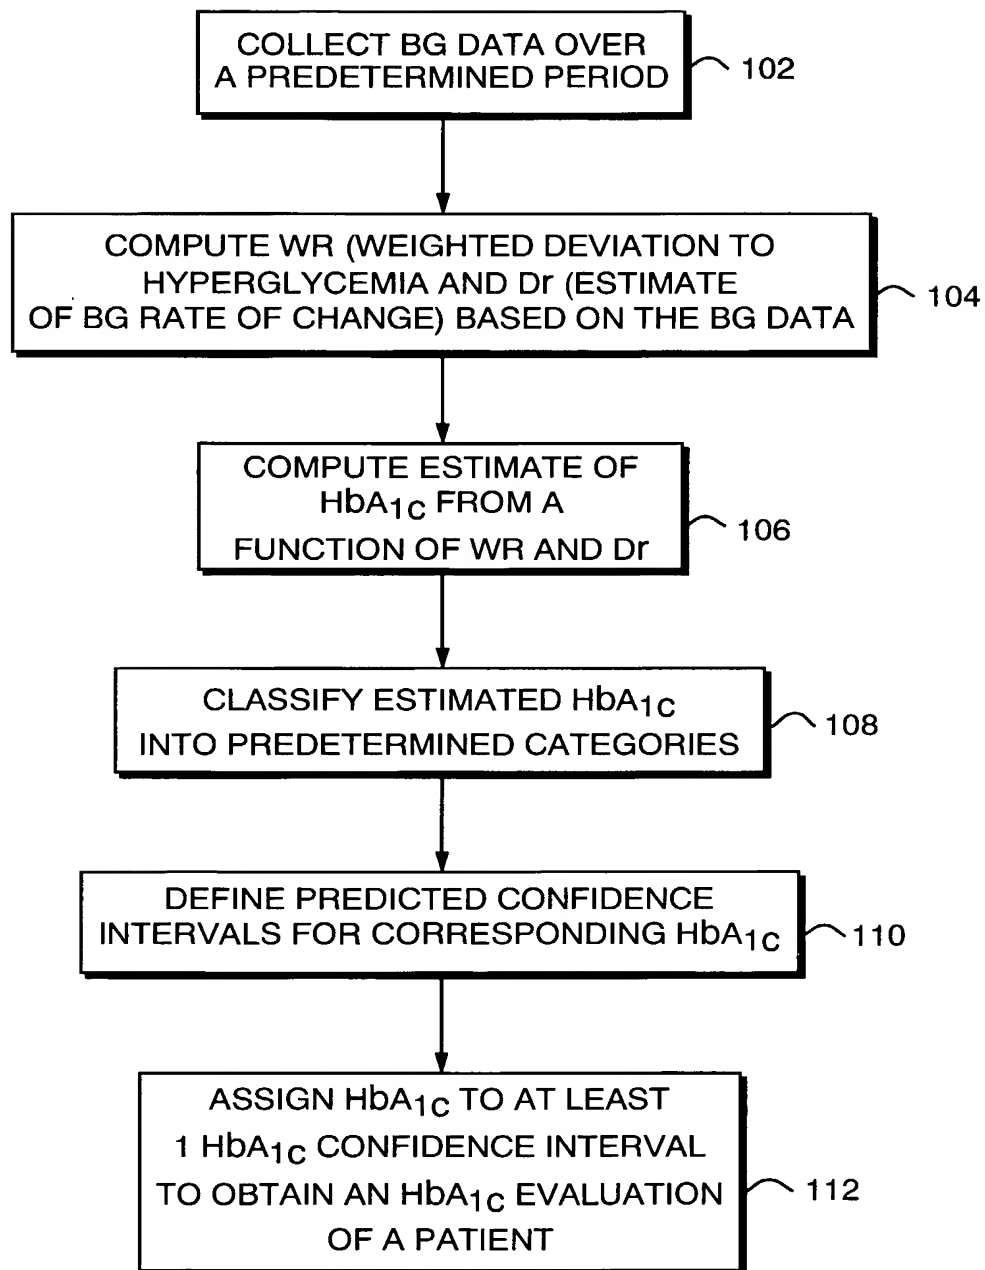 COLLECT BG DATA OVER
A PREDETERMINED PERIOD
102
COMPUTE WR (WEIGHTED DEVIATION TO
HYPERGLYCEMIA AND Dr (ESTIMATE
OF BG RATE OF CHANGE) BASED ON THE BG DATA
104
COMPUTE ESTIMATE OF
HbA1C FROM A
FUNCTION OF WR AND Dr
106
CLASSIFY ESTIMATED HbA1C
INTO PREDETERMINED CATEGORIES
108
DEFINE PREDICTED CONFIDENCE
INTERVALS FOR CORRESPONDING HbA1C
110
ASSIGN HbA1C TO AT LEAST
1 HbA1C CONFIDENCE INTERVAL
TO OBTAIN AN HbA1C EVALUATION
OF A PATIENT
112